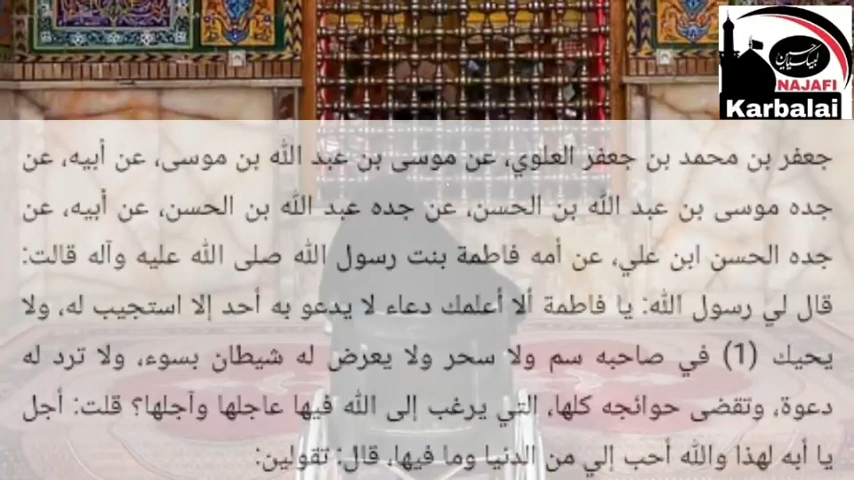 NAJAFI
Karbalai
جعفر بن محمد بن جعفر العلوي، عن موسى بن عبد الله بن موسى، عن أبيه، عن
جده موسى بن عبد الله بن الحسن، عن جده عبد الله بن الحسن، عن أبيه، عن
جده الحسن ابن علي، عن أمه فاطمة بنت رسول الله صلى الله عليه وآله قالت:
قال لي رسول الله: يا فاطمة ألا أعلمك دعاء لا يدعو به أحد إلا استجيب له، ولا
يحيك (1) في صاحبه سم ولا سحر ولا يعرض له شيطان بسوء، ولا ترد له
دعوة، وتقضى حوائجه كلها، التي يرغب إلى الله فيها عاجلها وآجلها؟ قلت: أجل
يا أبه لهذا والله أحب إلي من الدنيا وما فيها، قال: تقولين: